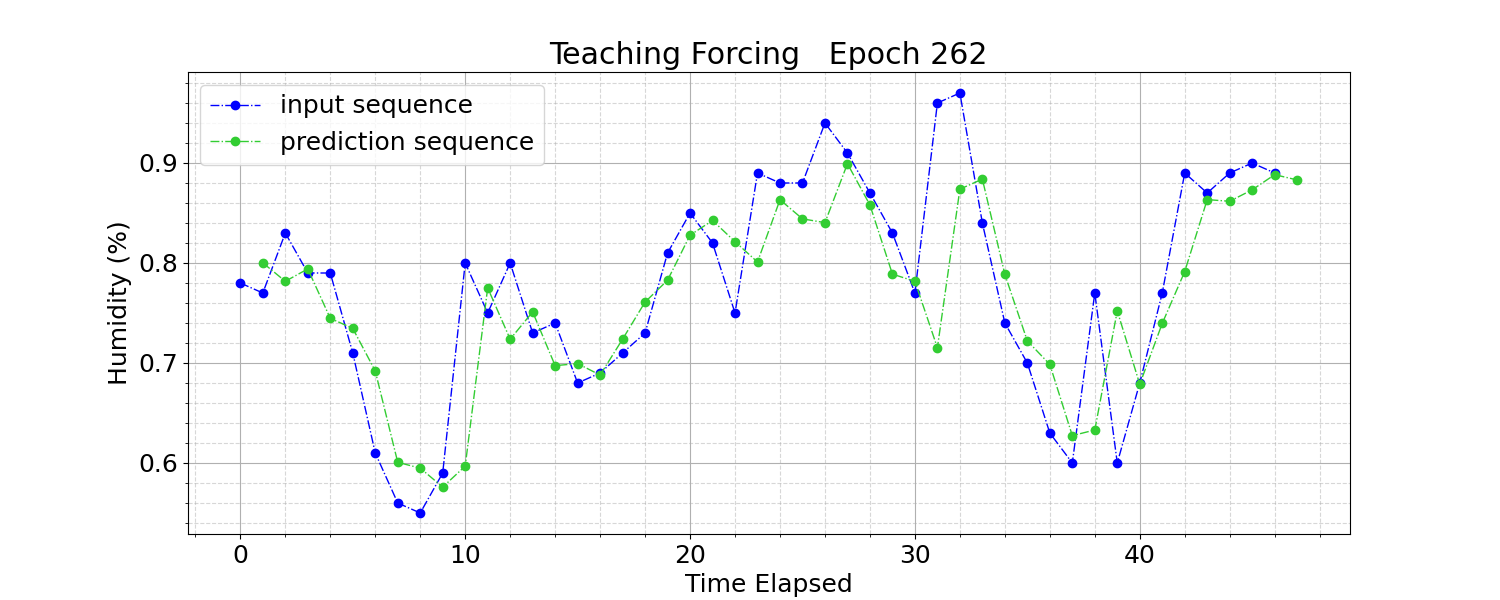 Teaching Forcing   Epoch 262
input sequence
prediction sequence
Humidity (%)
0.9
0.8
0.7
0.6
0 10 20 30 40
Time Elapsed